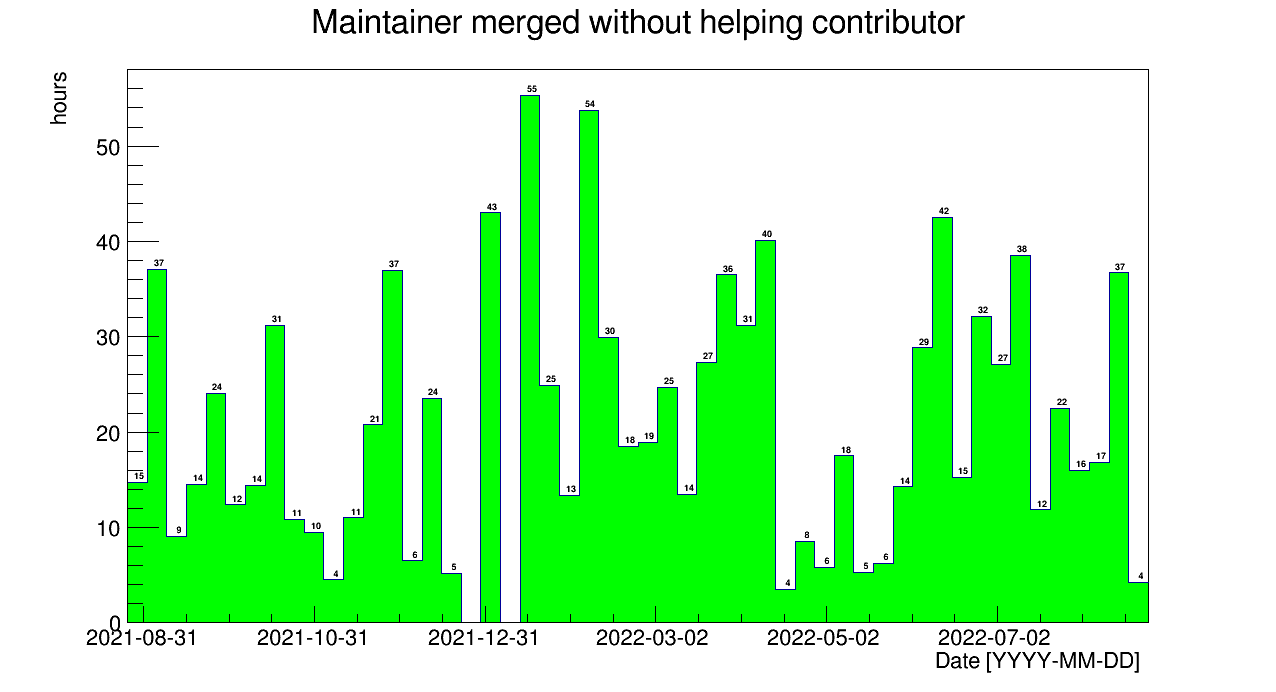 Maintainer merged without helping contributor
hours
50
40
30
20
10
0
15 37 9 14 24 12 14 31 11 10 4 11 21 37 6 24 5 43 55 25 13 54 30 18 19 25 14 27 36 31 40 4 8 6 18 5 6 14 29 42 15 32 27 38 12 22 16 17 37 4
2021-08-31 2021-10-31 2021-12-31 2022-03-02 2022-05-02 2022-07-02
Date [YYYY-MM-DD]